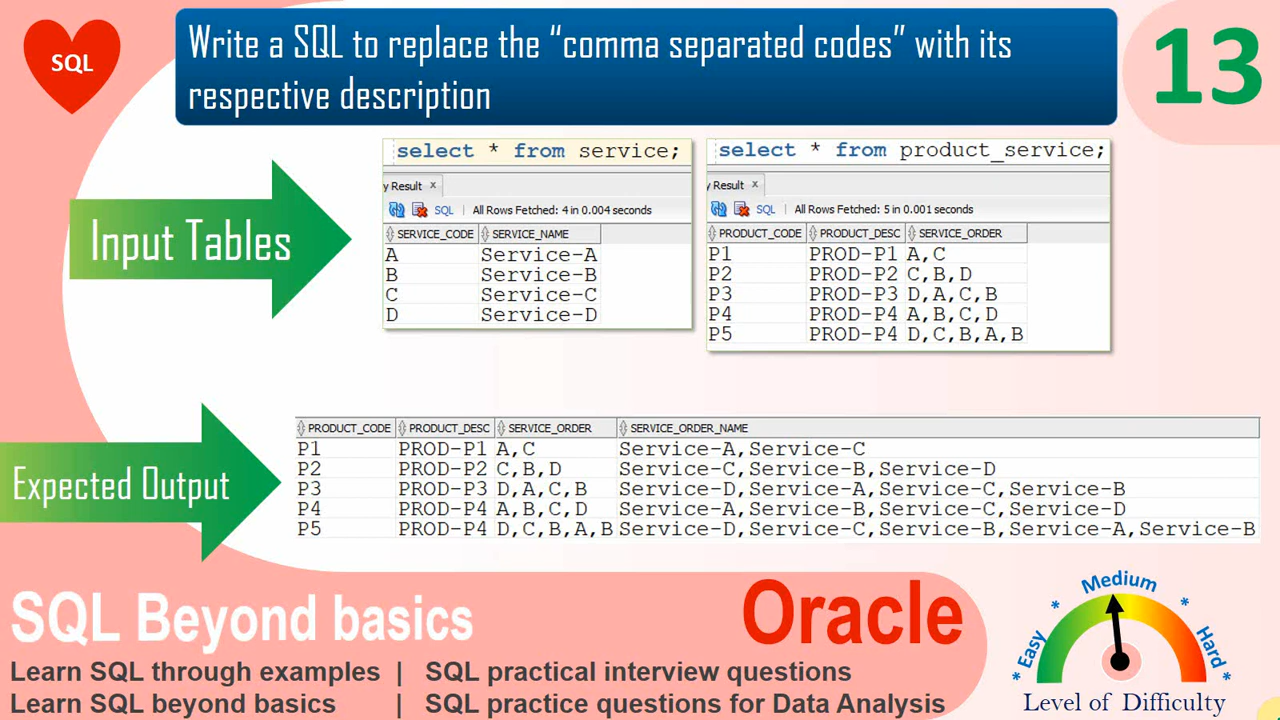 SQL
Write a SQL to replace the “comma separated codes” with its
respective description
13
Input Tables
select * from service;
y Result x
SQL | All Rows Fetched: 4 in 0.004 seconds
SERVICE_CODE SERVICE_NAME
A Service-A
B Service-B
C Service-C
D Service-D
select * from product_service;
y Result x
SQL | All Rows Fetched: 5 in 0.001 seconds
PRODUCT_CODE PRODUCT_DESC SERVICE_ORDER
P1 PROD-P1 A,C
P2 PROD-P2 C,B,D
P3 PROD-P3 D,A,C,B
P4 PROD-P4 A,B,C,D
P5 PROD-P4 D,C,B,A,B
Expected Output
PRODUCT_CODE PRODUCT_DESC SERVICE_ORDER SERVICE_ORDER_NAME
P1 PROD-P1 A,C Service-A,Service-C
P2 PROD-P2 C,B,D Service-C,Service-B,Service-D
P3 PROD-P3 D,A,C,B Service-D,Service-A,Service-C,Service-B
P4 PROD-P4 A,B,C,D Service-A,Service-B,Service-C,Service-D
P5 PROD-P4 D,C,B,A,B Service-D,Service-C,Service-B,Service-A,Service-B
SQL Beyond basics
Oracle
Learn SQL through examples | SQL practical interview questions
Learn SQL beyond basics | SQL practice questions for Data Analysis
* Easy * Medium * Hard *
Level of Difficulty